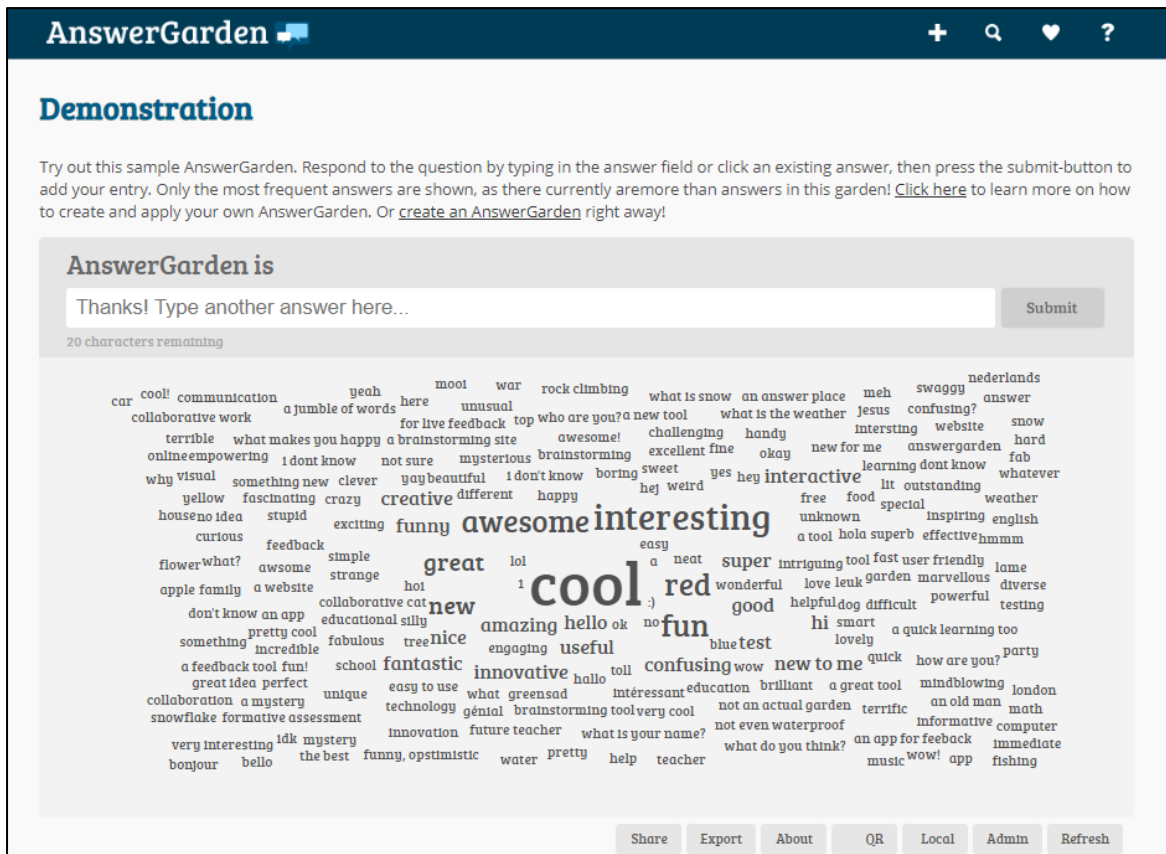 AnswerGarden
Demonstration
Try out this sample AnswerGarden. Respond to the question by typing in the answer field or click an existing answer, then press the submit-button to
add your entry. Only the most frequent answers are shown, as there currently aremore than answers in this garden! Click here to learn more on how
to create and apply your own AnswerGarden. Or create an AnswerGarden right away!
AnswerGarden is
Thanks! Type another answer here... Submit
20 characters remaining
car cool! communication yeah mooi war rock climbing what is snow an answer place meh swaggy nederlands answer
collaborative work a jumble of words here unusual for live feedback top who are you? a new tool what is the weather jesus confusing? snow
terrible what makes you happy a brainstorming site awesome! challenging handy intersting website
online empowering i dont know not sure mysterious brainstorming excellent fine okay new for me answergarden hard fab
why visual something new clever yay beautiful i don't know boring sweet yes hey interactive learning dont know whatever
yellow fascinating crazy creative different happy hej weird free food lit outstanding special weather
house no idea stupid exciting funny awesome interesting unknown inspiring english
curious feedback easy a tool hola superb effective hmmm
flower what? awsome simple great lol a neat super intriguing tool fast user friendly lame
apple family a website strange hoi 1 cool :) red wonderful love leuk garden marvellous diverse
don't know an app collaborative cat new good helpful dog difficult powerful testing
educational silly amazing hello ok no fun hi smart a quick learning too
something pretty cool incredible fabulous tree nice engaging useful blue test lovely
a feedback tool fun! school fantastic innovative hallo toll confusing wow new to me quick how are you? party
great idea perfect unique easy to use what green sad intéressant education brilliant a great tool mindblowing london
collaboration a mystery technology génial brainstorming tool very cool not an actual garden terrific an old man math
snowflake formative assessment innovation future teacher what is your name? not even waterproof informative computer
very interesting idk mystery what do you think? an app for feeback immediate
bonjour bello the best funny, opstimistic water pretty help teacher music wow! app fishing
Share Export About QR Local Admin Refresh